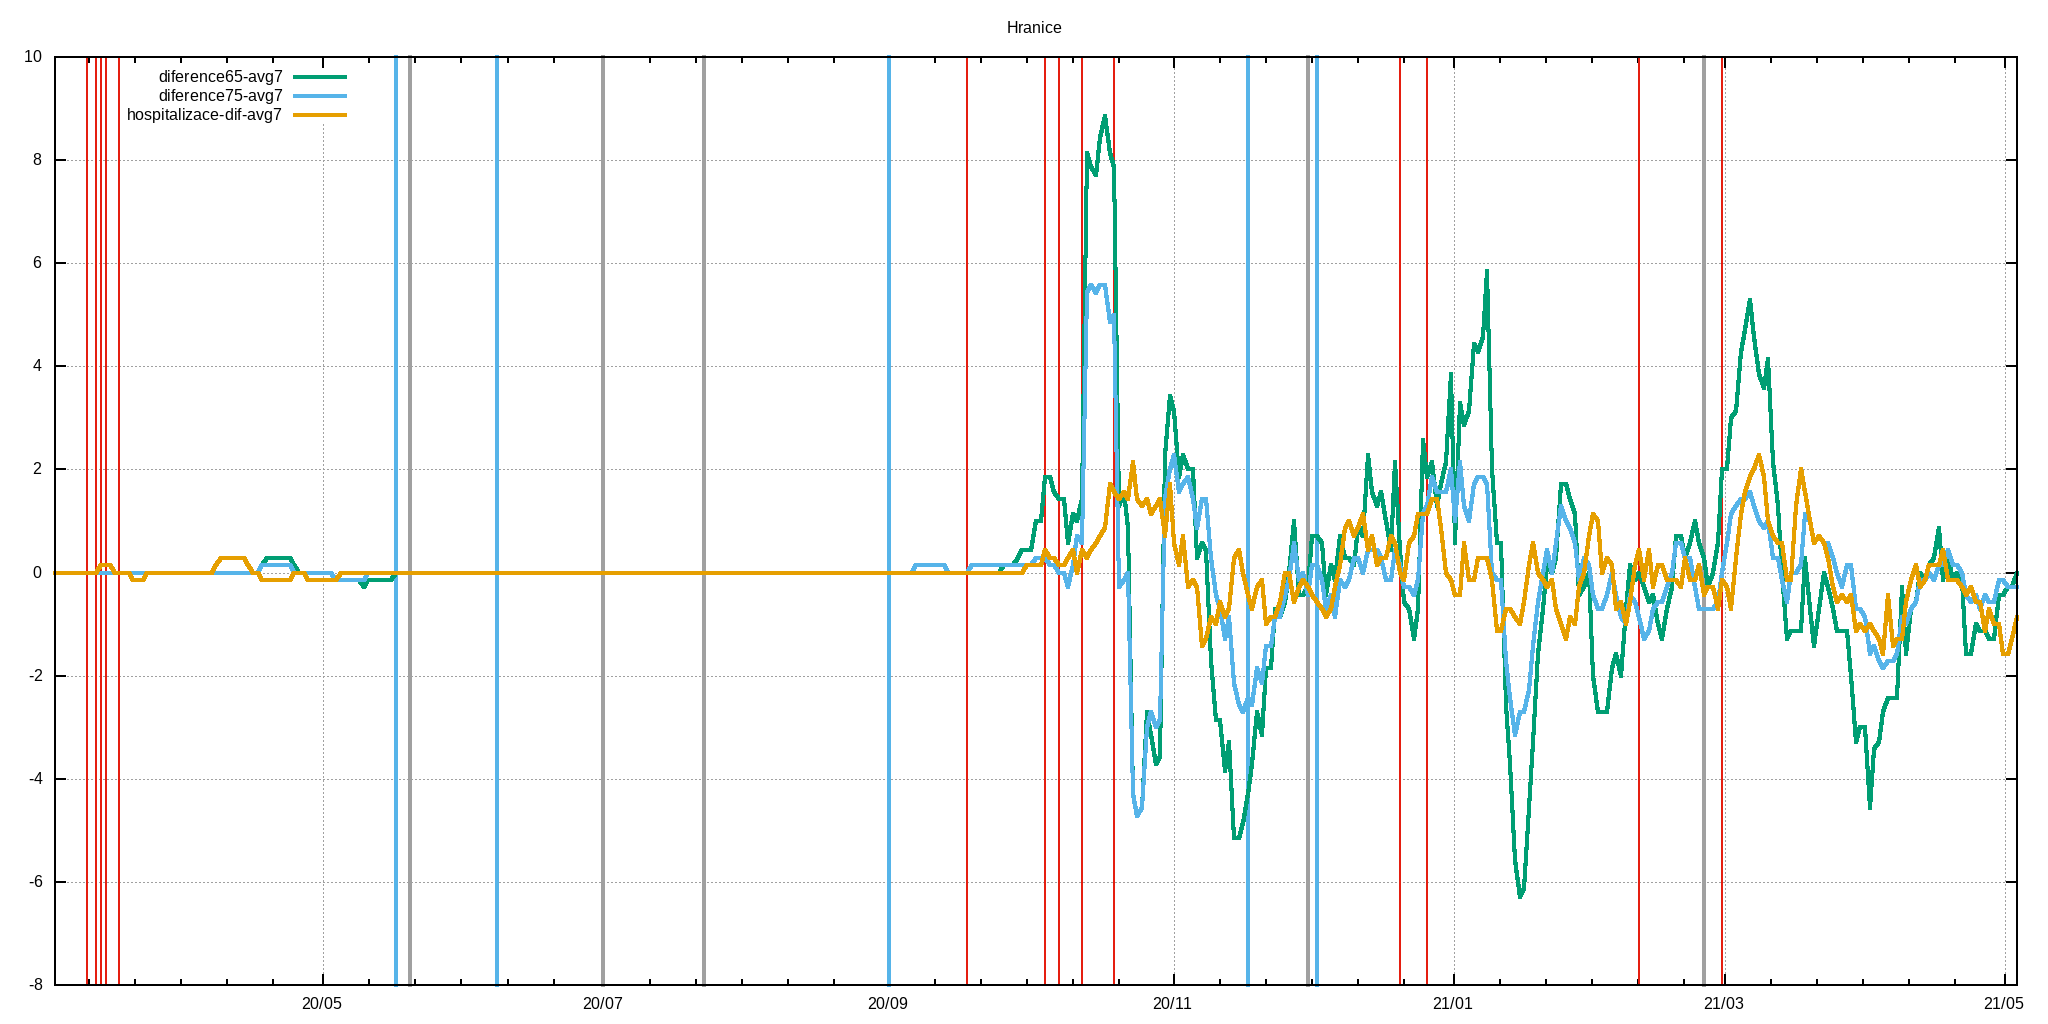 Hranice
diference65-avg7
diference75-avg7
hospitalizace-dif-avg7
10
8
6
4
2
0
-2
-4
-6
-8
20/05 20/07 20/09 20/11 21/01 21/03 21/05